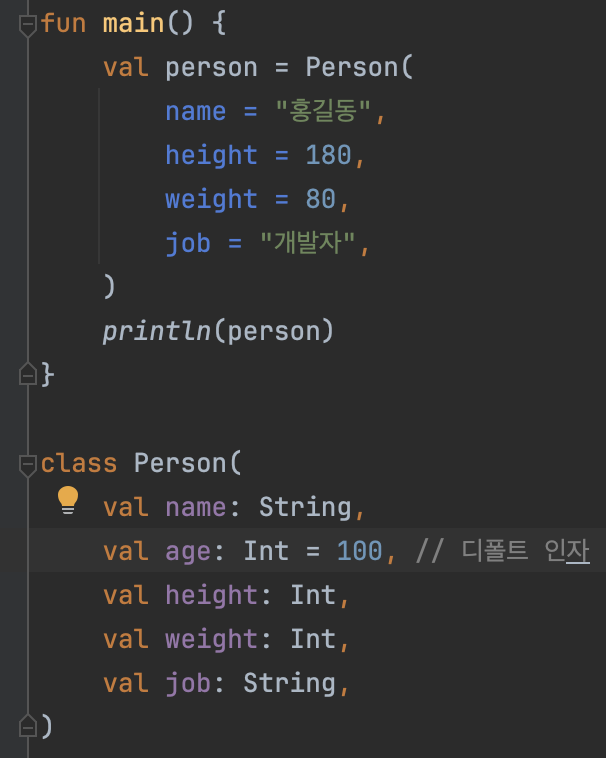 fun main() {
    val person = Person(
        name = "홍길동",
        height = 180,
        weight = 80,
        job = "개발자",
    )
    println(person)
}

class Person(
    val name: String,
    val age: Int = 100, // 디폴트 인자
    val height: Int,
    val weight: Int,
    val job: String,
)